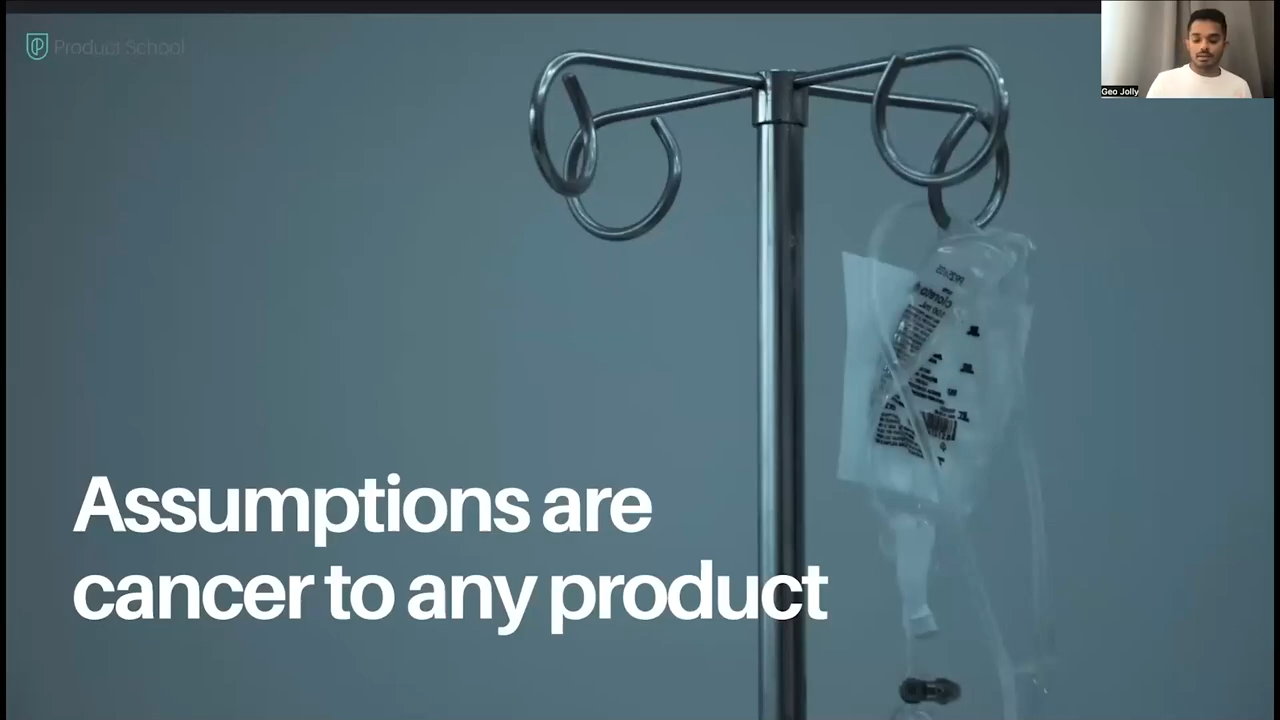 Product School
Geo Jolly
Assumptions are
cancer to any product